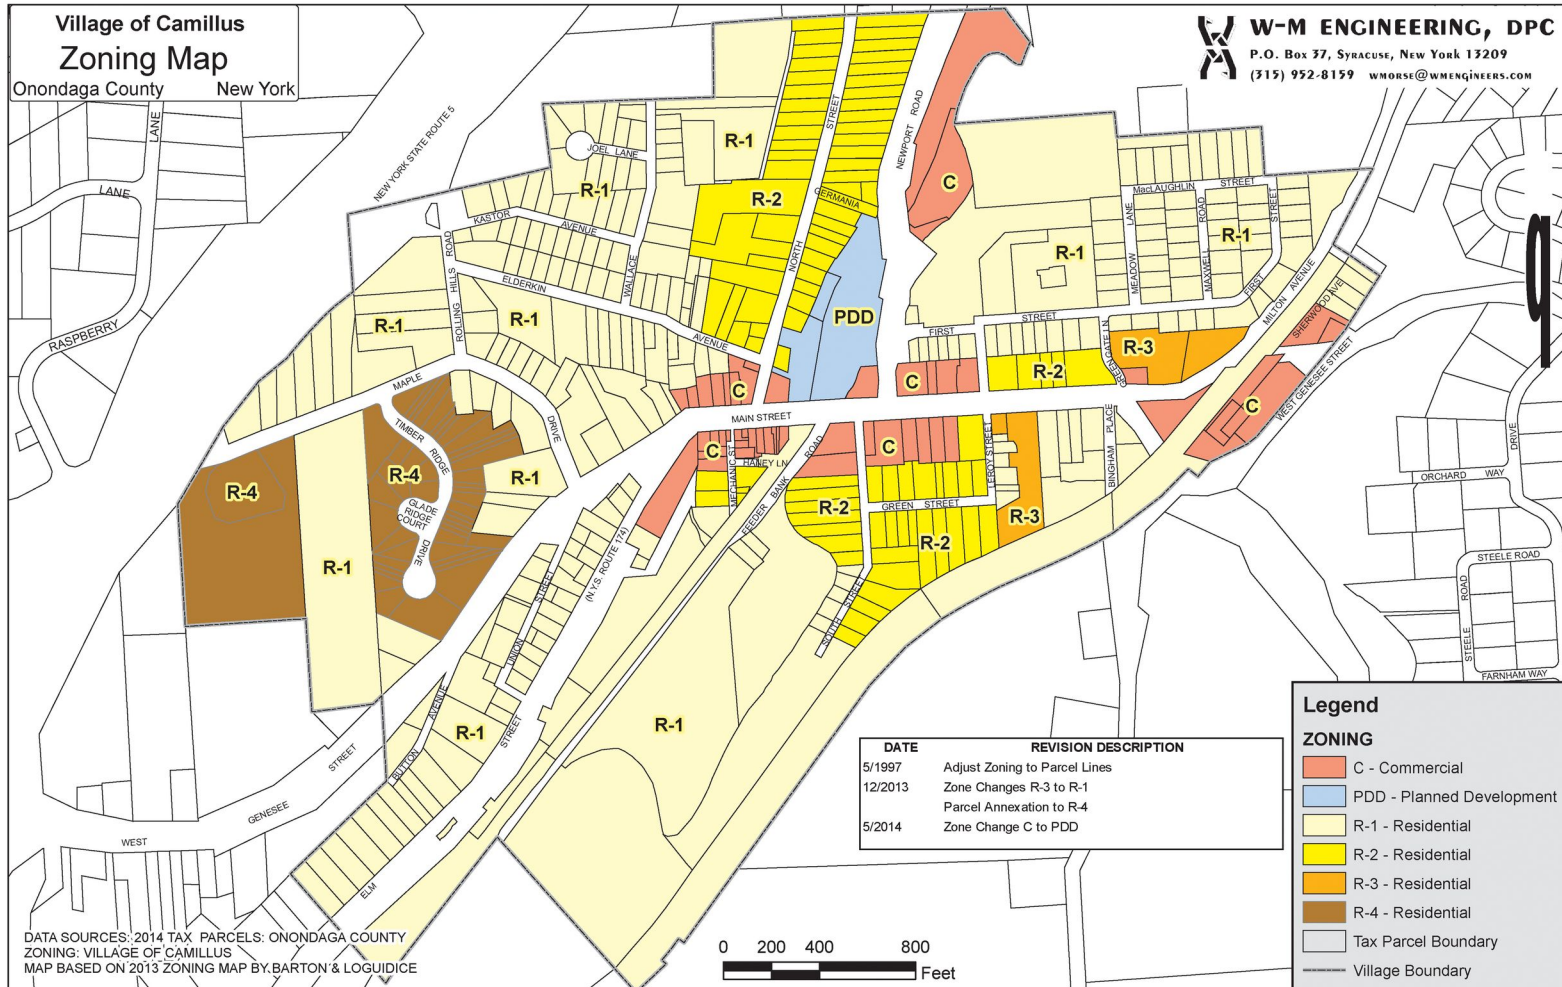 Village of Camillus
Zoning Map
Onondaga County New York
W-M ENGINEERING, DPC
P.O. Box 37, Syracuse, New York 13209
(315) 952-8159 wmorse@wmengineers.com
LANE
LANE
RASPBERRY
NEW YORK STATE ROUTE 5
JOEL LANE
R-1
R-1
R-2
KASTOR
AVENUE
WALLACE
ROLLING HILLS ROAD
ELDERKIN
AVENUE
R-1
R-1
NORTH
STREET
GERMANIA
NEWPORT ROAD
C
PDD
R-1
MacLAUGHLIN STREET
MEADOW LANE
MAXWELL ROAD
R-1
FIRST
STREET
FIRST
STREET
MILTON AVENUE
SHERWOOD AVE
WEST GENESEE STREET
GREENGATE LN
R-3
R-2
C
C
C
MAPLE
DRIVE
TIMBER
RIDGE
DRIVE
GLADE
RIDGE
COURT
R-4
R-4
R-1
R-1
MAIN STREET
C
MECHANIC ST
HANEY LN
FEEDER BANK ROAD
C
R-2
GREEN STREET
LEROY STREET
BINGHAM PLACE
R-3
R-2
SOUTH STREET
(N.Y.S. ROUTE 174)
UNION
STREET
BUTTON
AVENUE
R-1
R-1
STREET
ELM
WEST
GENESEE
STREET
ORCHARD WAY
DRIVE
STEELE ROAD
STEELE
ROAD
FARNHAM WAY
DATE REVISION DESCRIPTION
5/1997 Adjust Zoning to Parcel Lines
12/2013 Zone Changes R-3 to R-1
Parcel Annexation to R-4
5/2014 Zone Change C to PDD
Legend
ZONING
C - Commercial
PDD - Planned Development
R-1 - Residential
R-2 - Residential
R-3 - Residential
R-4 - Residential
Tax Parcel Boundary
Village Boundary
0 200 400 800
Feet
DATA SOURCES: 2014 TAX PARCELS: ONONDAGA COUNTY
ZONING: VILLAGE OF CAMILLUS
MAP BASED ON 2013 ZONING MAP BY BARTON & LOGUIDICE